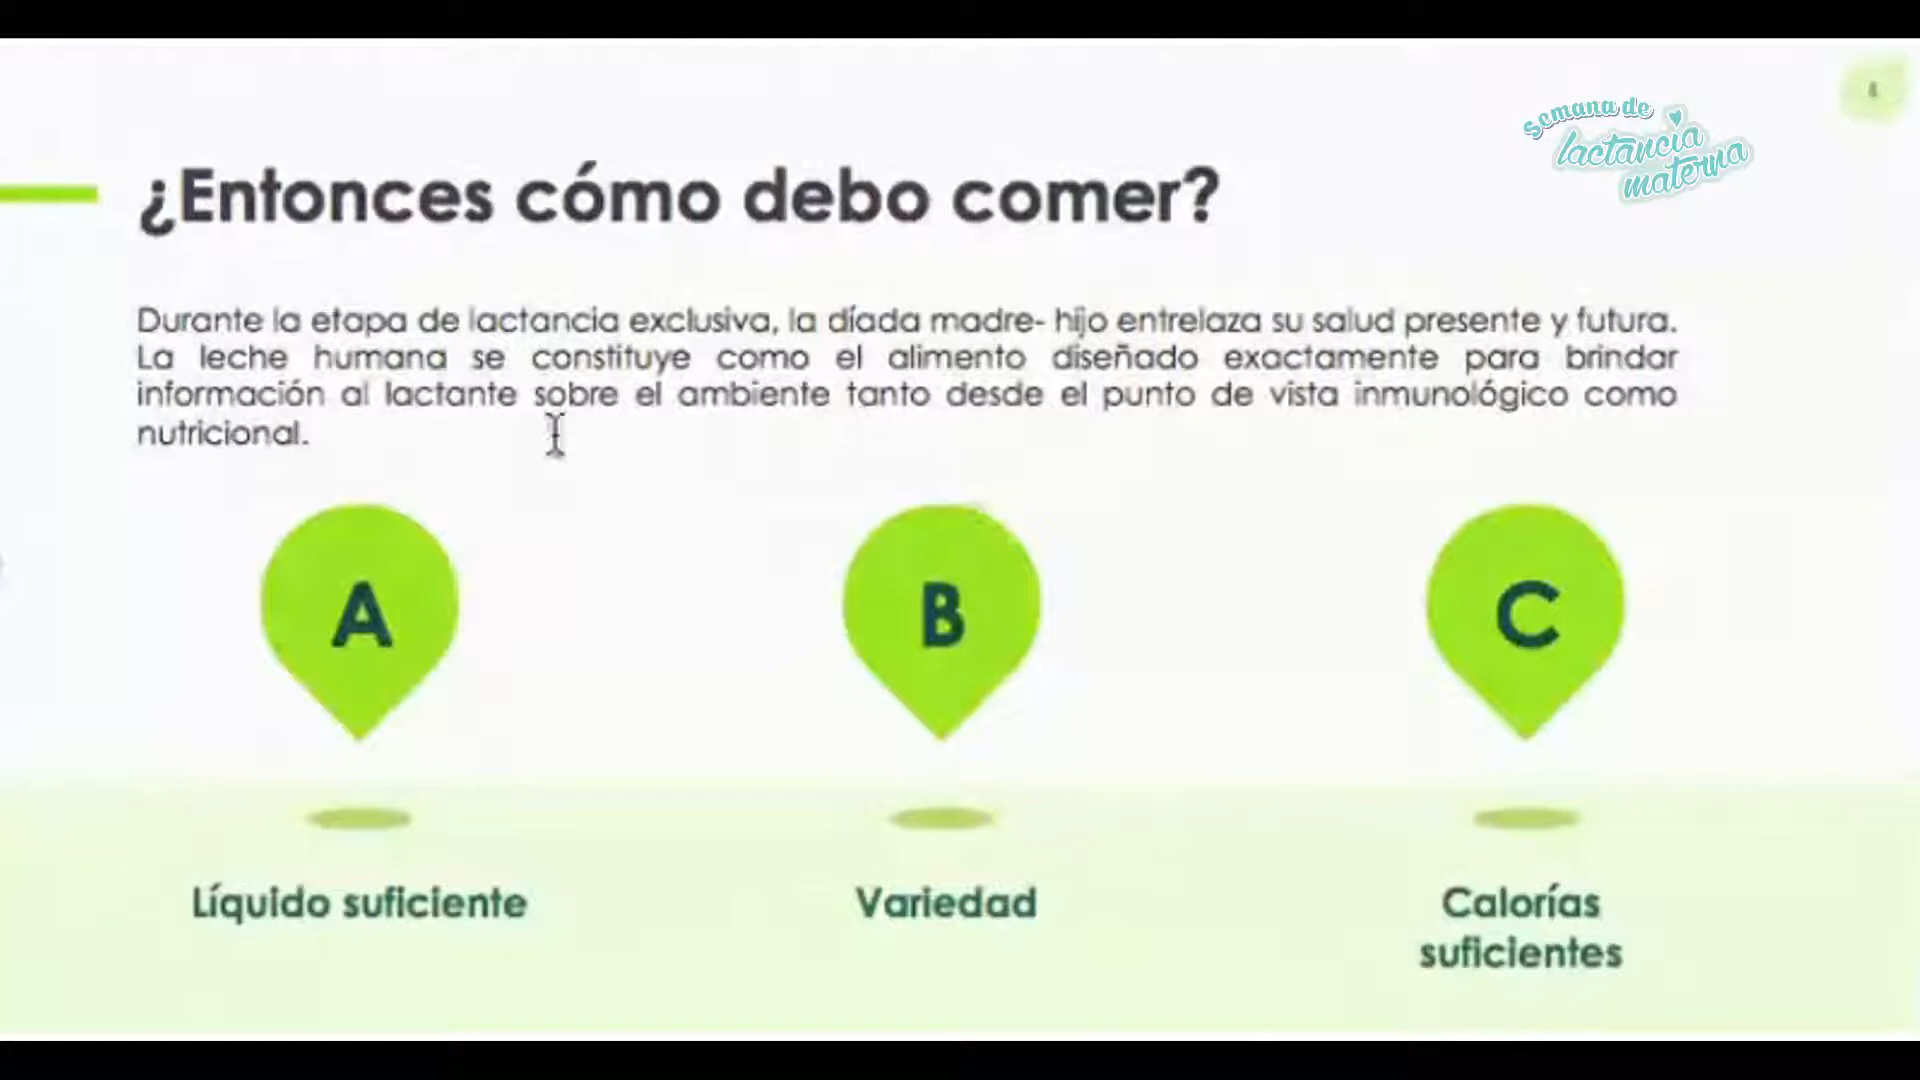 Semana de
lactancia
materna
¿Entonces cómo debo comer?
Durante la etapa de lactancia exclusiva, la díada madre- hijo entrelaza su salud presente y futura.
La leche humana se constituye como el alimento diseñado exactamente para brindar
información al lactante sobre el ambiente tanto desde el punto de vista inmunológico como
nutricional.
A
B
C
Líquido suficiente
Variedad
Calorías
suficientes